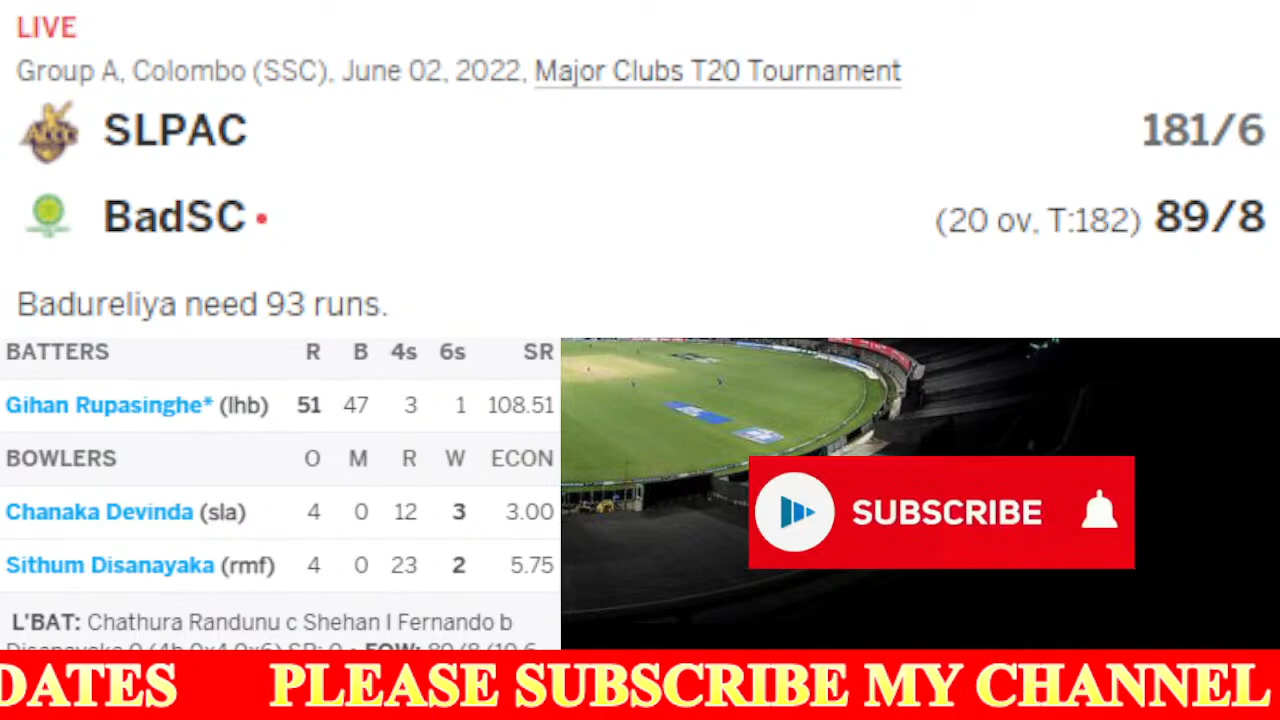 LIVE
Group A, Colombo (SSC), June 02, 2022, Major Clubs T20 Tournament
SLPAC 181/6
BadSC (20 ov, T:182) 89/8
Badureliya need 93 runs.
BATTERS R B 4s 6s SR
Gihan Rupasinghe* (lhb) 51 47 3 1 108.51
BOWLERS O M R W ECON
Chanaka Devinda (sla) 4 0 12 3 3.00
Sithum Disanayaka (rmf) 4 0 23 2 5.75
L'BAT: Chathura Randunu c Shehan I Fernando b
SUBSCRIBE
DATES PLEASE SUBSCRIBE MY CHANNEL